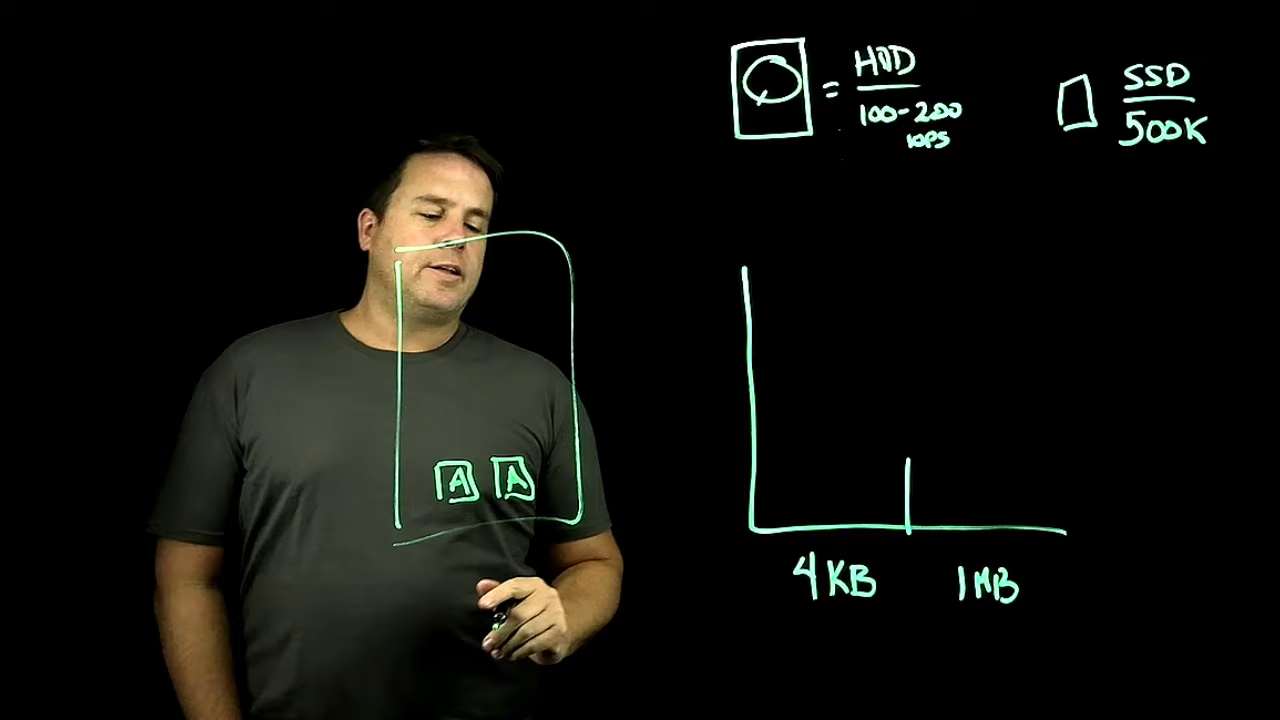 HDD
=
100-200
IOPS
SSD
500K
A A
4KB 1MB